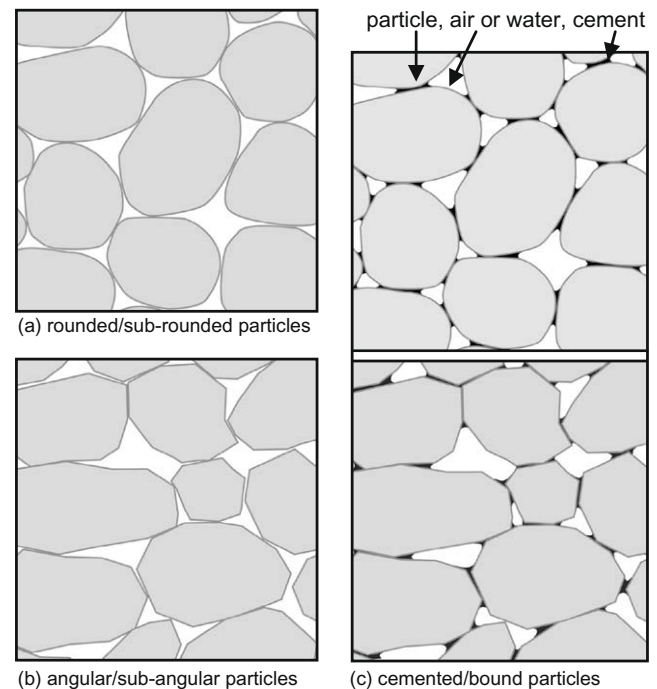 particle, air or water, cement
(a) rounded/sub-rounded particles
(b) angular/sub-angular particles
(c) cemented/bound particles